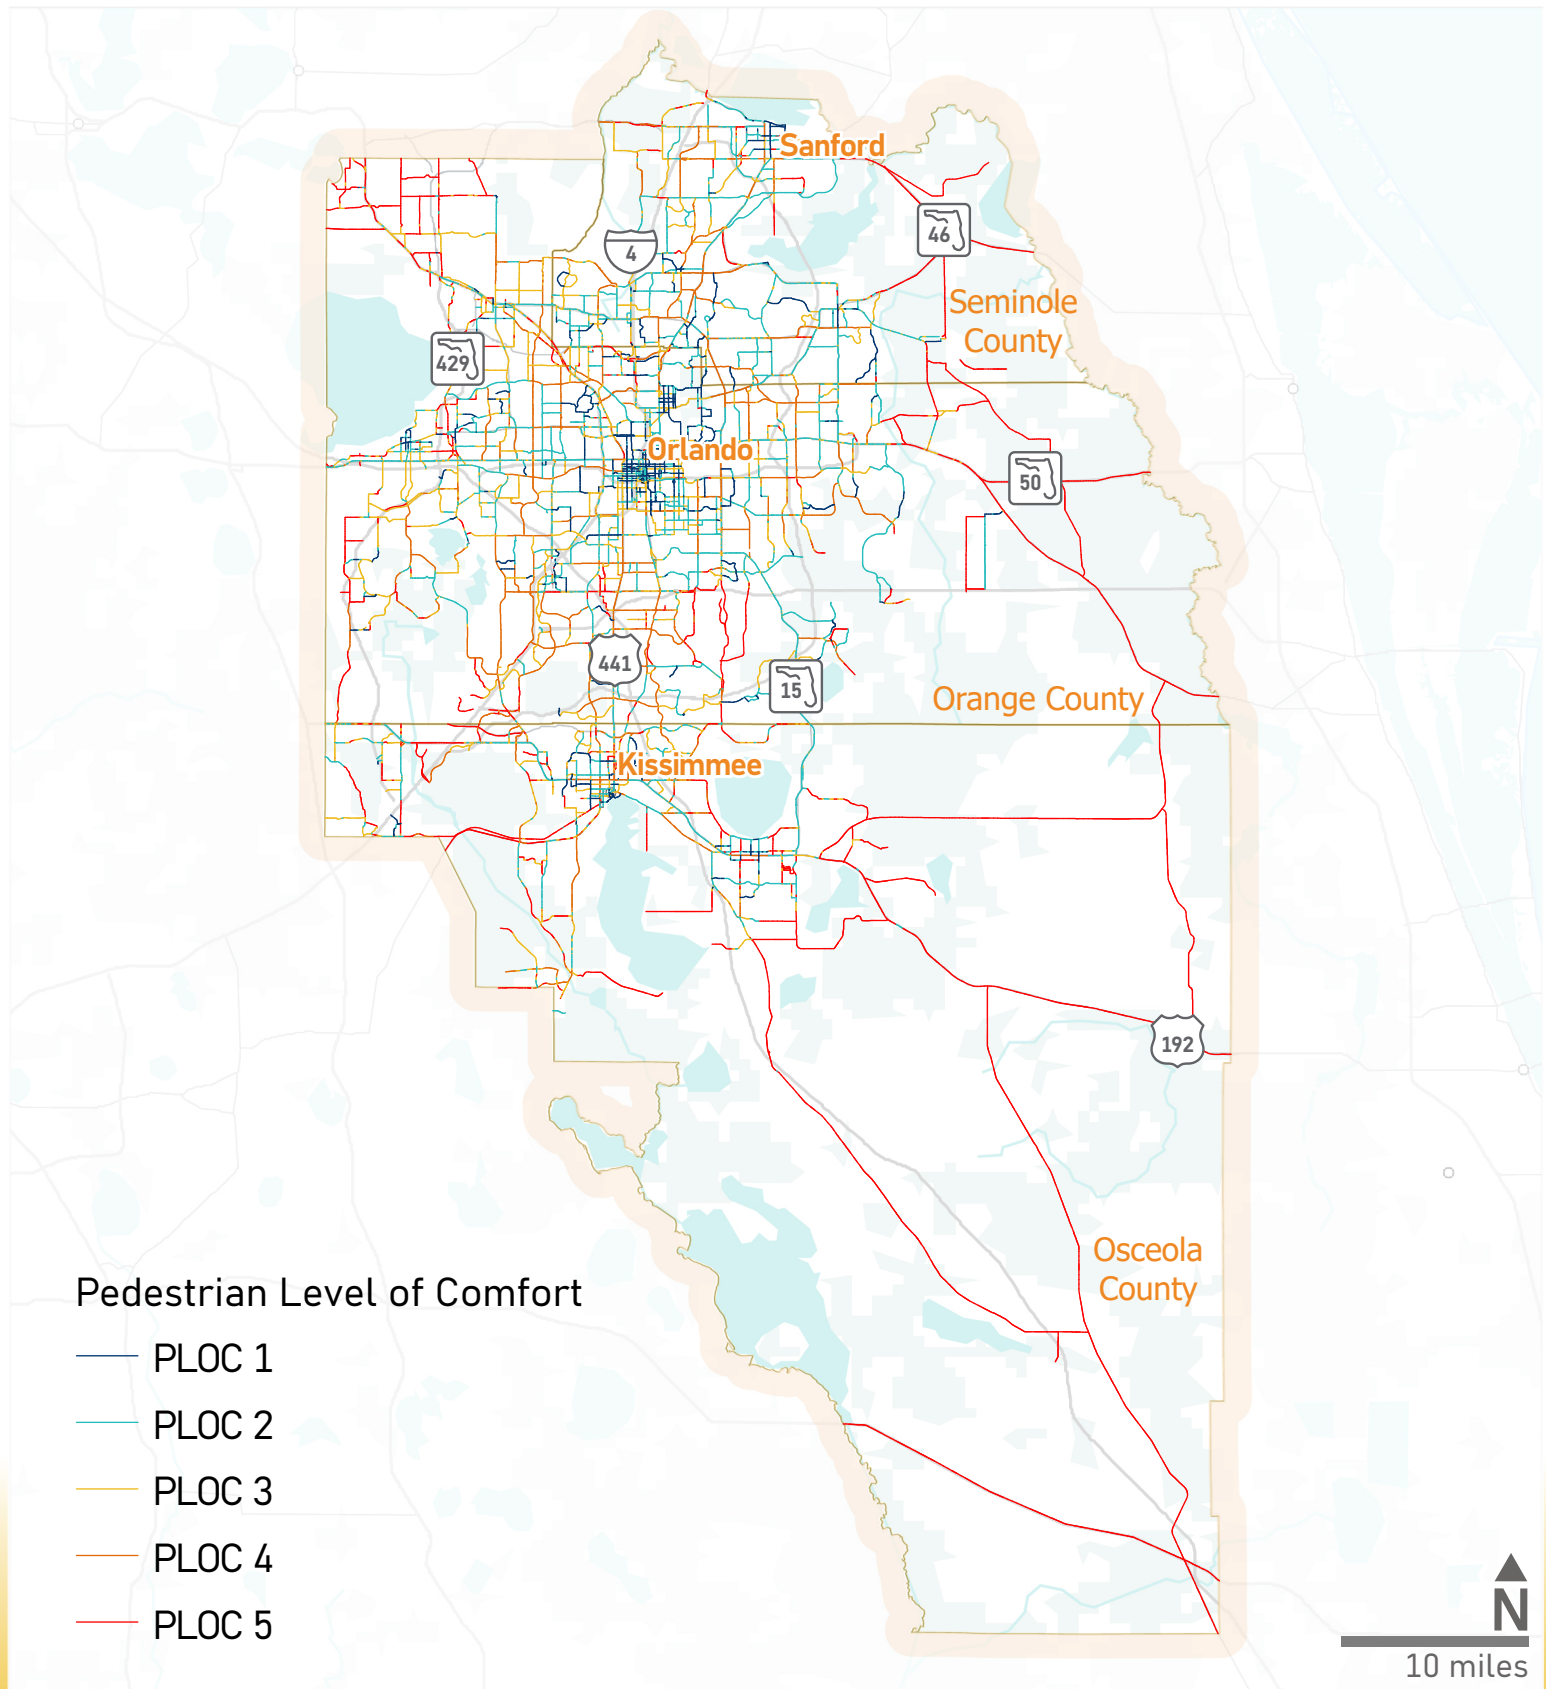 Sanford
46
4
Seminole
County
429
Orlando
50
441
15
Orange County
Kissimmee
192
Osceola
County
Pedestrian Level of Comfort
PLOC 1
PLOC 2
PLOC 3
PLOC 4
PLOC 5
N
10 miles